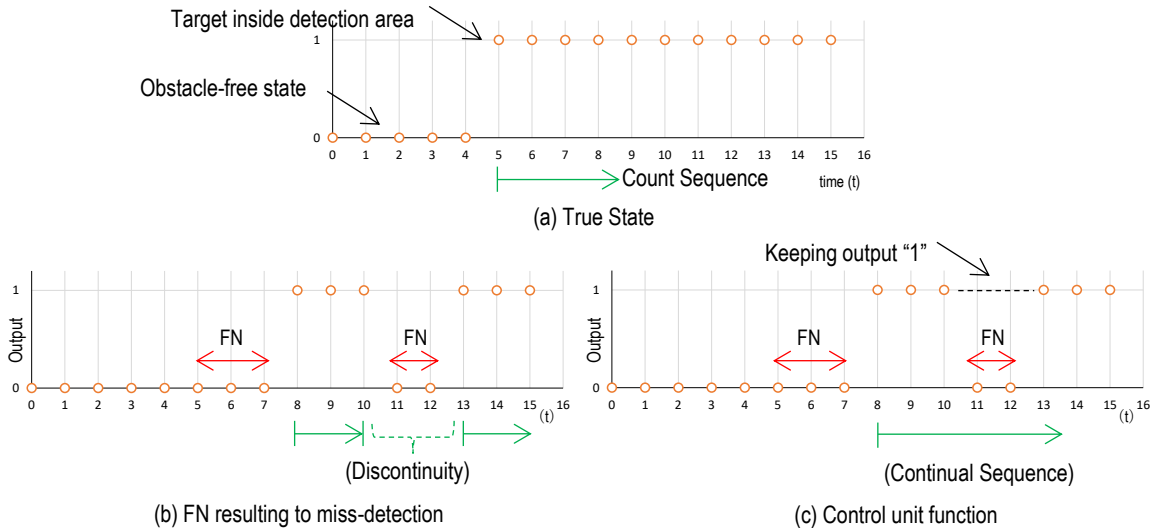 Target inside detection area
1
Obstacle-free state
0
0 1 2 3 4 5 6 7 8 9 10 11 12 13 14 15 16
Count Sequence
time (t)
(a) True State
Keeping output “1”
1
Output
FN
FN
0
0 1 2 3 4 5 6 7 8 9 10 11 12 13 14 15 16
(t)
(Discontinuity)
(b) FN resulting to miss-detection
1
Output
FN
FN
0
0 1 2 3 4 5 6 7 8 9 10 11 12 13 14 15 16
(t)
(Continual Sequence)
(c) Control unit function